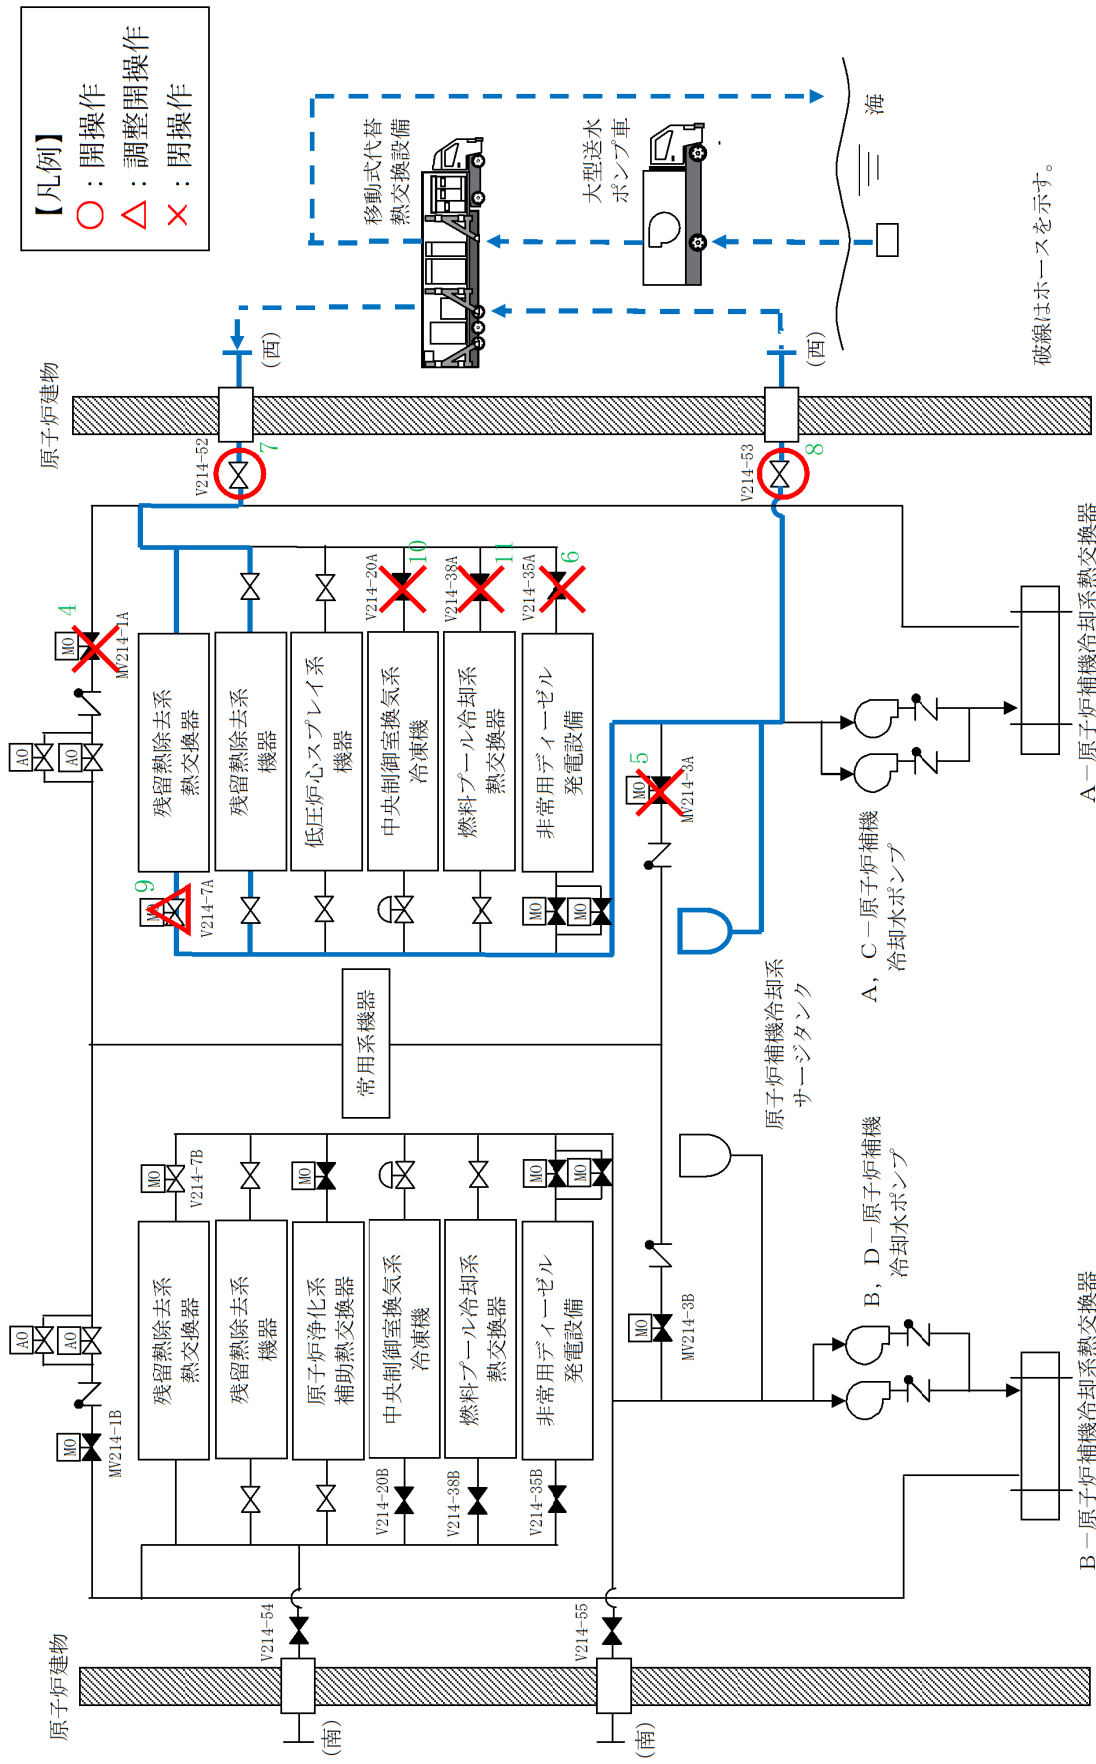 【凡例】
○：開操作
△：調整開操作
×：閉操作
原子炉建物
(南)
(南)
V214-54
V214-55
MO
MV214-1B
AO
AO
残留熱除去系
熱交換器
残留熱除去系
機器
原子炉浄化系
補助熱交換器
中央制御室換気系
冷凍機
燃料プール冷却系
熱交換器
非常用ディーゼル
発電設備
V214-20B
V214-38B
V214-35B
MO
V214-7B
MO
MO
MO
MO
MV214-3B
B，D－原子炉補機
冷却水ポンプ
B－原子炉補機冷却系熱交換器
常用系機器
原子炉補機冷却系
サージタンク
AO
AO
MO
4
MV214-1A
MO
9
V214-7A
残留熱除去系
熱交換器
残留熱除去系
機器
低圧炉心スプレイ系
機器
中央制御室換気系
冷凍機
燃料プール冷却系
熱交換器
非常用ディーゼル
発電設備
MO
MO
V214-20A
10
V214-38A
11
V214-35A
6
MO
5
MV214-3A
A，C－原子炉補機
冷却水ポンプ
A－原子炉補機冷却系熱交換器
原子炉建物
V214-52
7
V214-53
8
(西)
(西)
移動式代替
熱交換設備
大型送水
ポンプ車
海
破線はホースを示す。